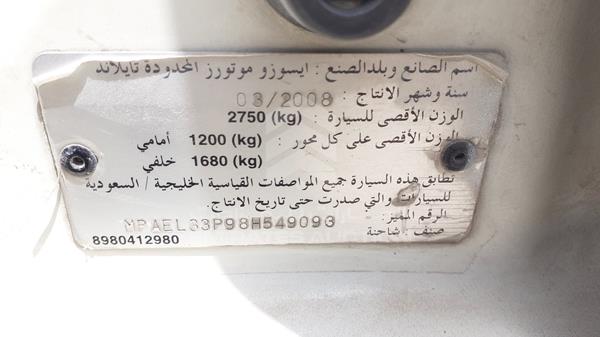 اسم الصانع وبلد الصنع : ايسوزو موتورز المحدودة تايلاند
سنة وشهر الانتاج : 03/2008
الوزن الأقصى للسيارة : 2750 (kg)
الوزن الأقصى على كل محور : 1200 (kg) أمامي
1680 (kg) خلفي
تطابق هذه السيارة جميع المواصفات القياسية الخليجية / السعودية
للسيارات والتي صدرت حتى تاريخ الانتاج.
الرقم المميز: MPAEL33P98H549093
صنف : شاحنة
8980412980